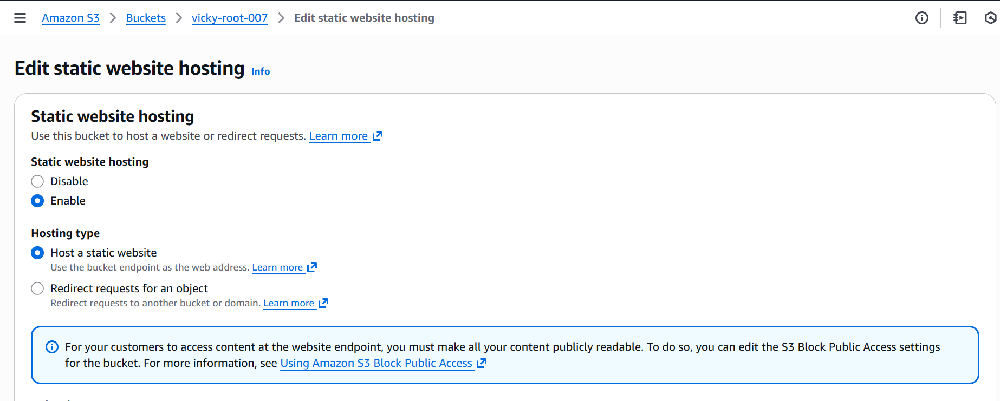 Amazon S3 > Buckets > vicky-root-007 > Edit static website hosting
Edit static website hosting Info
Static website hosting
Use this bucket to host a website or redirect requests. Learn more
Static website hosting
Disable
Enable
Hosting type
Host a static website
Use the bucket endpoint as the web address. Learn more
Redirect requests for an object
Redirect requests to another bucket or domain. Learn more
For your customers to access content at the website endpoint, you must make all your content publicly readable. To do so, you can edit the S3 Block Public Access settings
for the bucket. For more information, see Using Amazon S3 Block Public Access